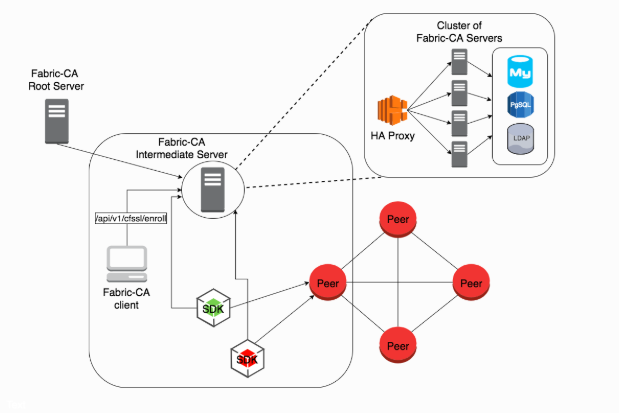 Cluster of
Fabric-CA Servers
My
PgSQL
LDAP
HA Proxy
Fabric-CA
Root Server
Fabric-CA
Intermediate Server
/api/v1/cfssl/enroll
Fabric-CA
client
SDK
SDK
Peer
Peer
Peer
Peer